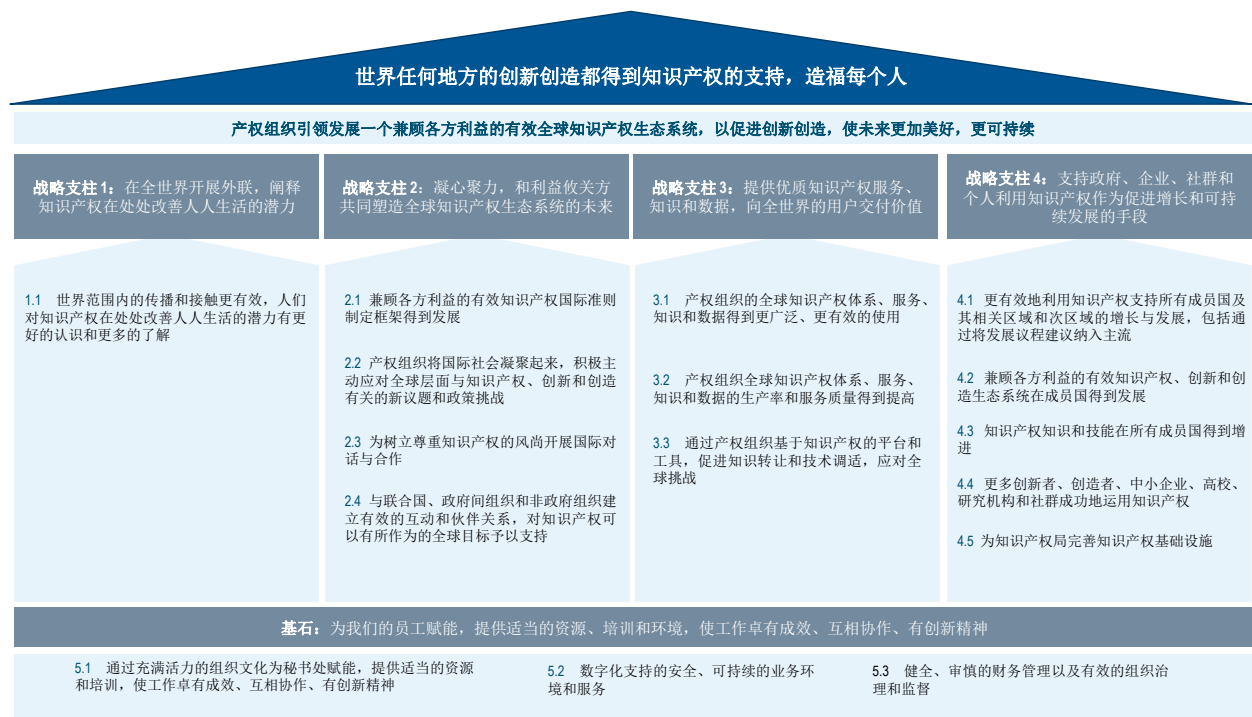 世界任何地方的创新创造都得到知识产权的支持，造福每个人
产权组织引领发展一个兼顾各方利益的有效全球知识产权生态系统，以促进创新创造，使未来更加美好，更可持续
战略支柱 1：在全世界开展外联，阐释
知识产权在处处改善人人生活的潜力
战略支柱 2：凝心聚力，和利益攸关方
共同塑造全球知识产权生态系统的未来
战略支柱 3：提供优质知识产权服务、
知识和数据，向全世界的用户交付价值
战略支柱 4：支持政府、企业、社群和
个人利用知识产权作为促进增长和可持
续发展的手段
1.1 世界范围内的传播和接触更有效，人们
对知识产权在处处改善人人生活的潜力有更
好的认识和更多的了解
2.1 兼顾各方利益的有效知识产权国际准则
制定框架得到发展
2.2 产权组织将国际社会凝聚起来，积极主
动应对全球层面与知识产权、创新和创造
有关的新议题和政策挑战
2.3 为树立尊重知识产权的风尚开展国际对
话与合作
2.4 与联合国、政府间组织和非政府组织建
立有效的互动和伙伴关系，对知识产权可
以有所作为的全球目标予以支持
3.1 产权组织的全球知识产权体系、服务、
知识和数据得到更广泛、更有效的使用
3.2 产权组织全球知识产权体系、服务、
知识和数据的生产率和服务质量得到提高
3.3 通过产权组织基于知识产权的平台和
工具，促进知识转让和技术调适，应对全
球挑战
4.1 更有效地利用知识产权支持所有成员国及
其相关区域和次区域的增长与发展，包括通
过将发展议程建议纳入主流
4.2 兼顾各方利益的有效知识产权、创新和创
造生态系统在成员国得到发展
4.3 知识产权知识和技能在所有成员国得到增
进
4.4 更多创新者、创造者、中小企业、高校、
研究机构和社群成功地运用知识产权
4.5 为知识产权局完善知识产权基础设施
基石：为我们的员工赋能，提供适当的资源、培训和环境，使工作卓有成效、互相协作、有创新精神
5.1 通过充满活力的组织文化为秘书处赋能，提供适当的资源
和培训，使工作卓有成效、互相协作、有创新精神
5.2 数字化支持的安全、可持续的业务环
境和服务
5.3 健全、审慎的财务管理以及有效的组织治
理和监督